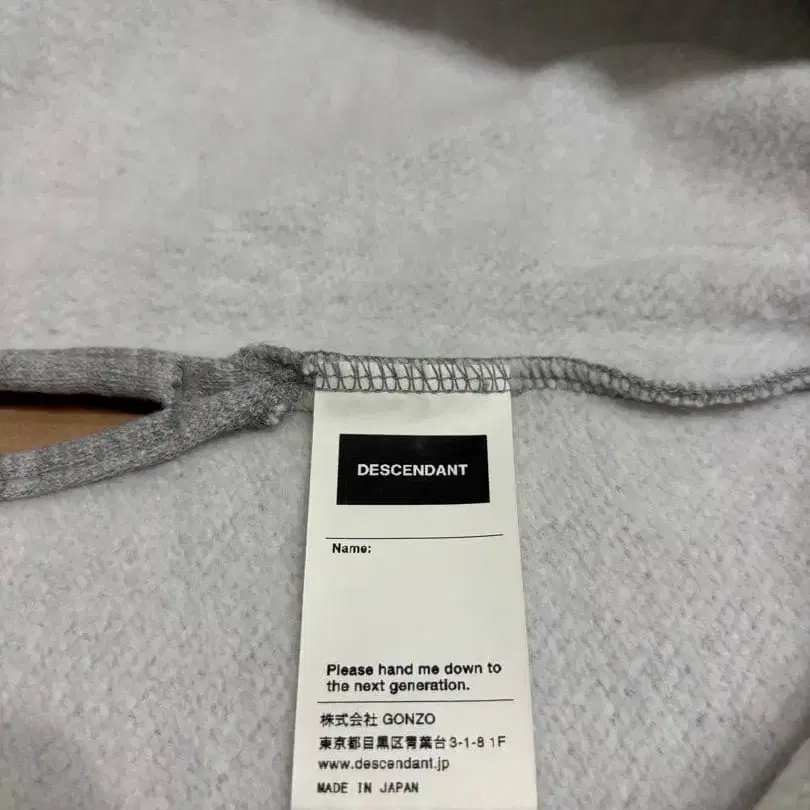 DESCENDANT
Name:
Please hand me down to
the next generation.
株式会社 GONZO
東京都目黒区青葉台3-1-8 1F
www.descendant.jp
MADE IN JAPAN